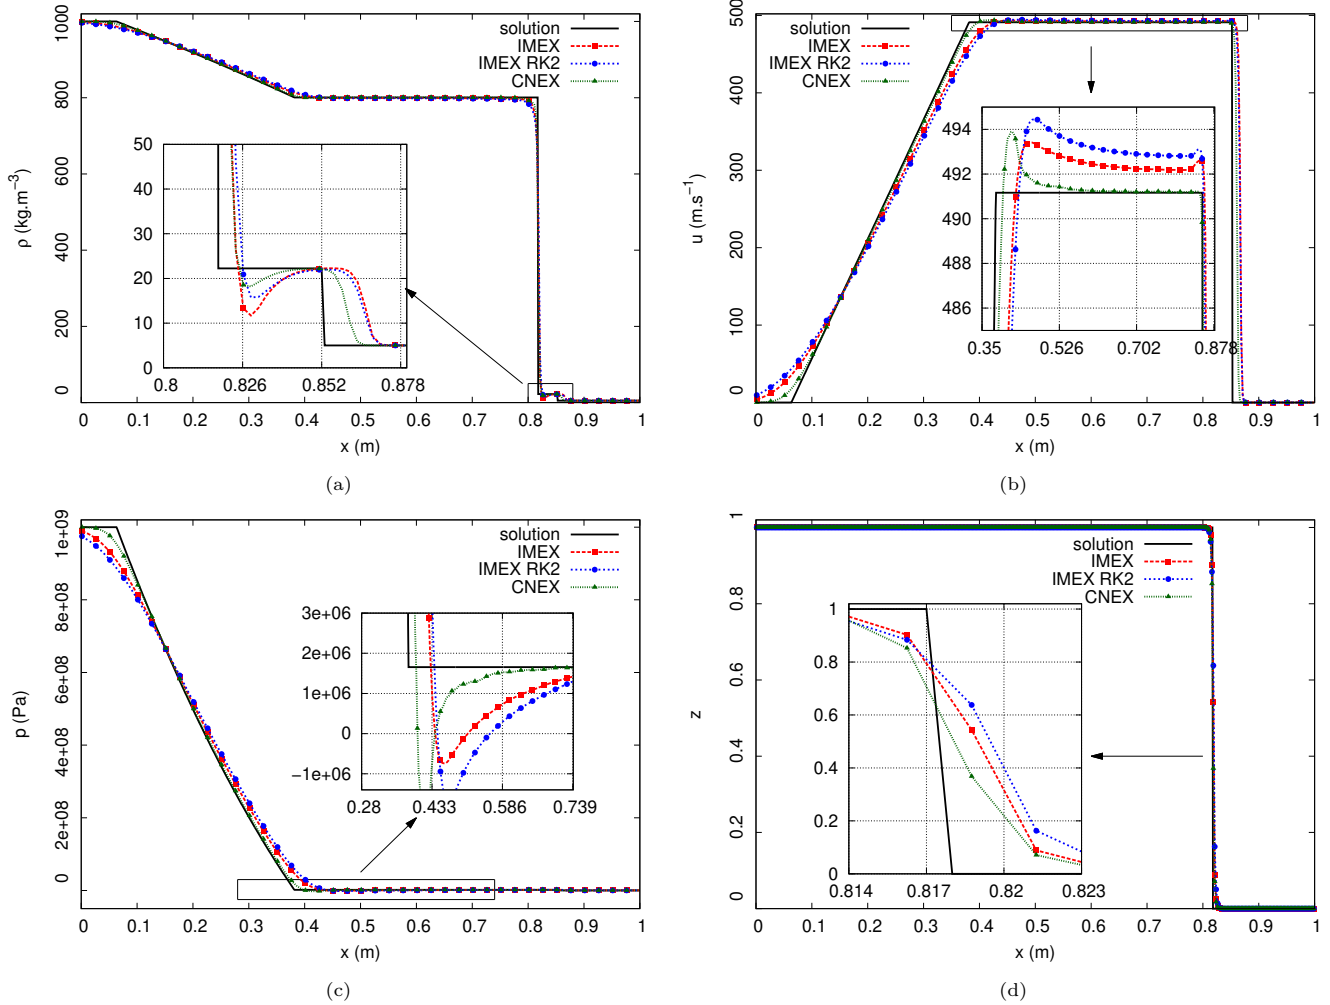 1000
800
600
400
200
0
ρ (kg.m⁻³)
solution
IMEX
IMEX RK2
CNEX
50
40
30
20
10
0
0.8 0.826 0.852 0.878
0 0.1 0.2 0.3 0.4 0.5 0.6 0.7 0.8 0.9 1
x (m)
(a)
500
400
300
200
100
0
u (m.s⁻¹)
solution
IMEX
IMEX RK2
CNEX
494
492
490
488
486
0.35 0.526 0.702 0.878
0 0.1 0.2 0.3 0.4 0.5 0.6 0.7 0.8 0.9 1
x (m)
(b)
1e+09
8e+08
6e+08
4e+08
2e+08
0
p (Pa)
solution
IMEX
IMEX RK2
CNEX
3e+06
2e+06
1e+06
0
−1e+06
0.28 0.433 0.586 0.739
0 0.1 0.2 0.3 0.4 0.5 0.6 0.7 0.8 0.9 1
x (m)
(c)
1
0.8
0.6
0.4
0.2
0
z
solution
IMEX
IMEX RK2
CNEX
1
0.8
0.6
0.4
0.2
0
0.814 0.817 0.82 0.823
0 0.1 0.2 0.3 0.4 0.5 0.6 0.7 0.8 0.9 1
x (m)
(d)